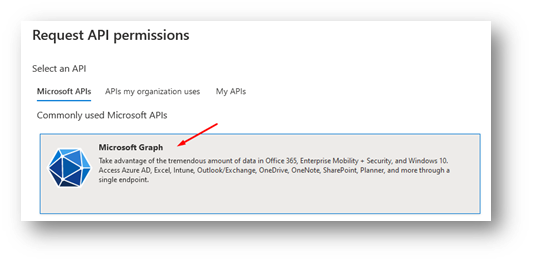 Request API permissions
Select an API
Microsoft APIs APIs my organization uses My APIs
Commonly used Microsoft APIs
Microsoft Graph
Take advantage of the tremendous amount of data in Office 365, Enterprise Mobility + Security, and Windows 10.
Access Azure AD, Excel, Intune, Outlook/Exchange, OneDrive, OneNote, SharePoint, Planner, and more through a
single endpoint.